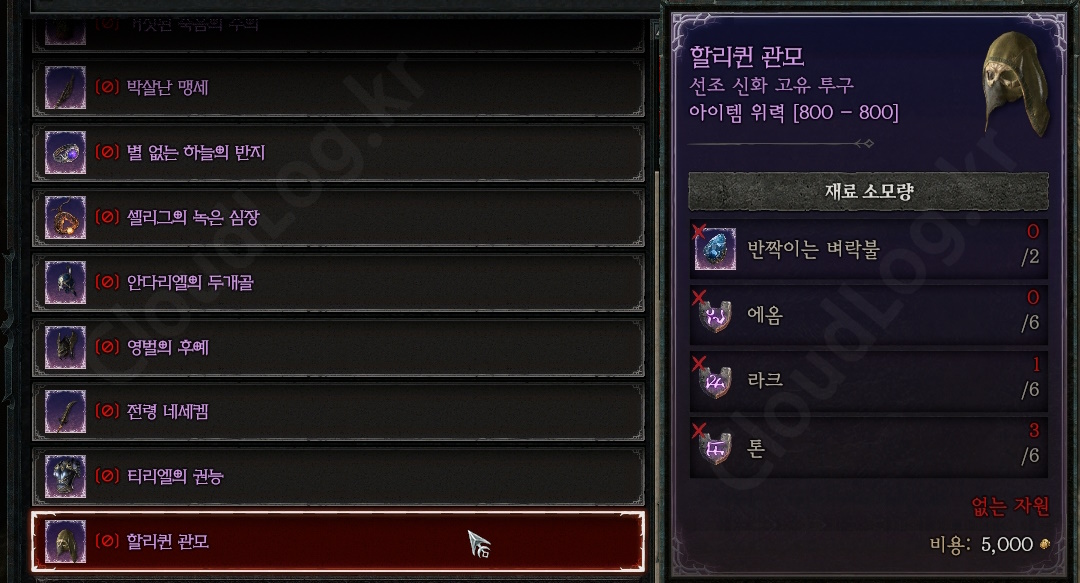 박살난 맹세
별 없는 하늘의 반지
셀리그의 녹은 심장
안다리엘의 두개골
영벌의 후예
전령 네세켐
티리엘의 권능
할리퀸 관모
할리퀸 관모
선조 신화 고유 투구
아이템 위력 [800 - 800]
재료 소모량
반짝이는 벼락불
0
/2
에옴
0
/6
라크
1
/6
톤
3
/6
없는 자원
비용: 5,000
CloudLog.kr
CloudLog.kr